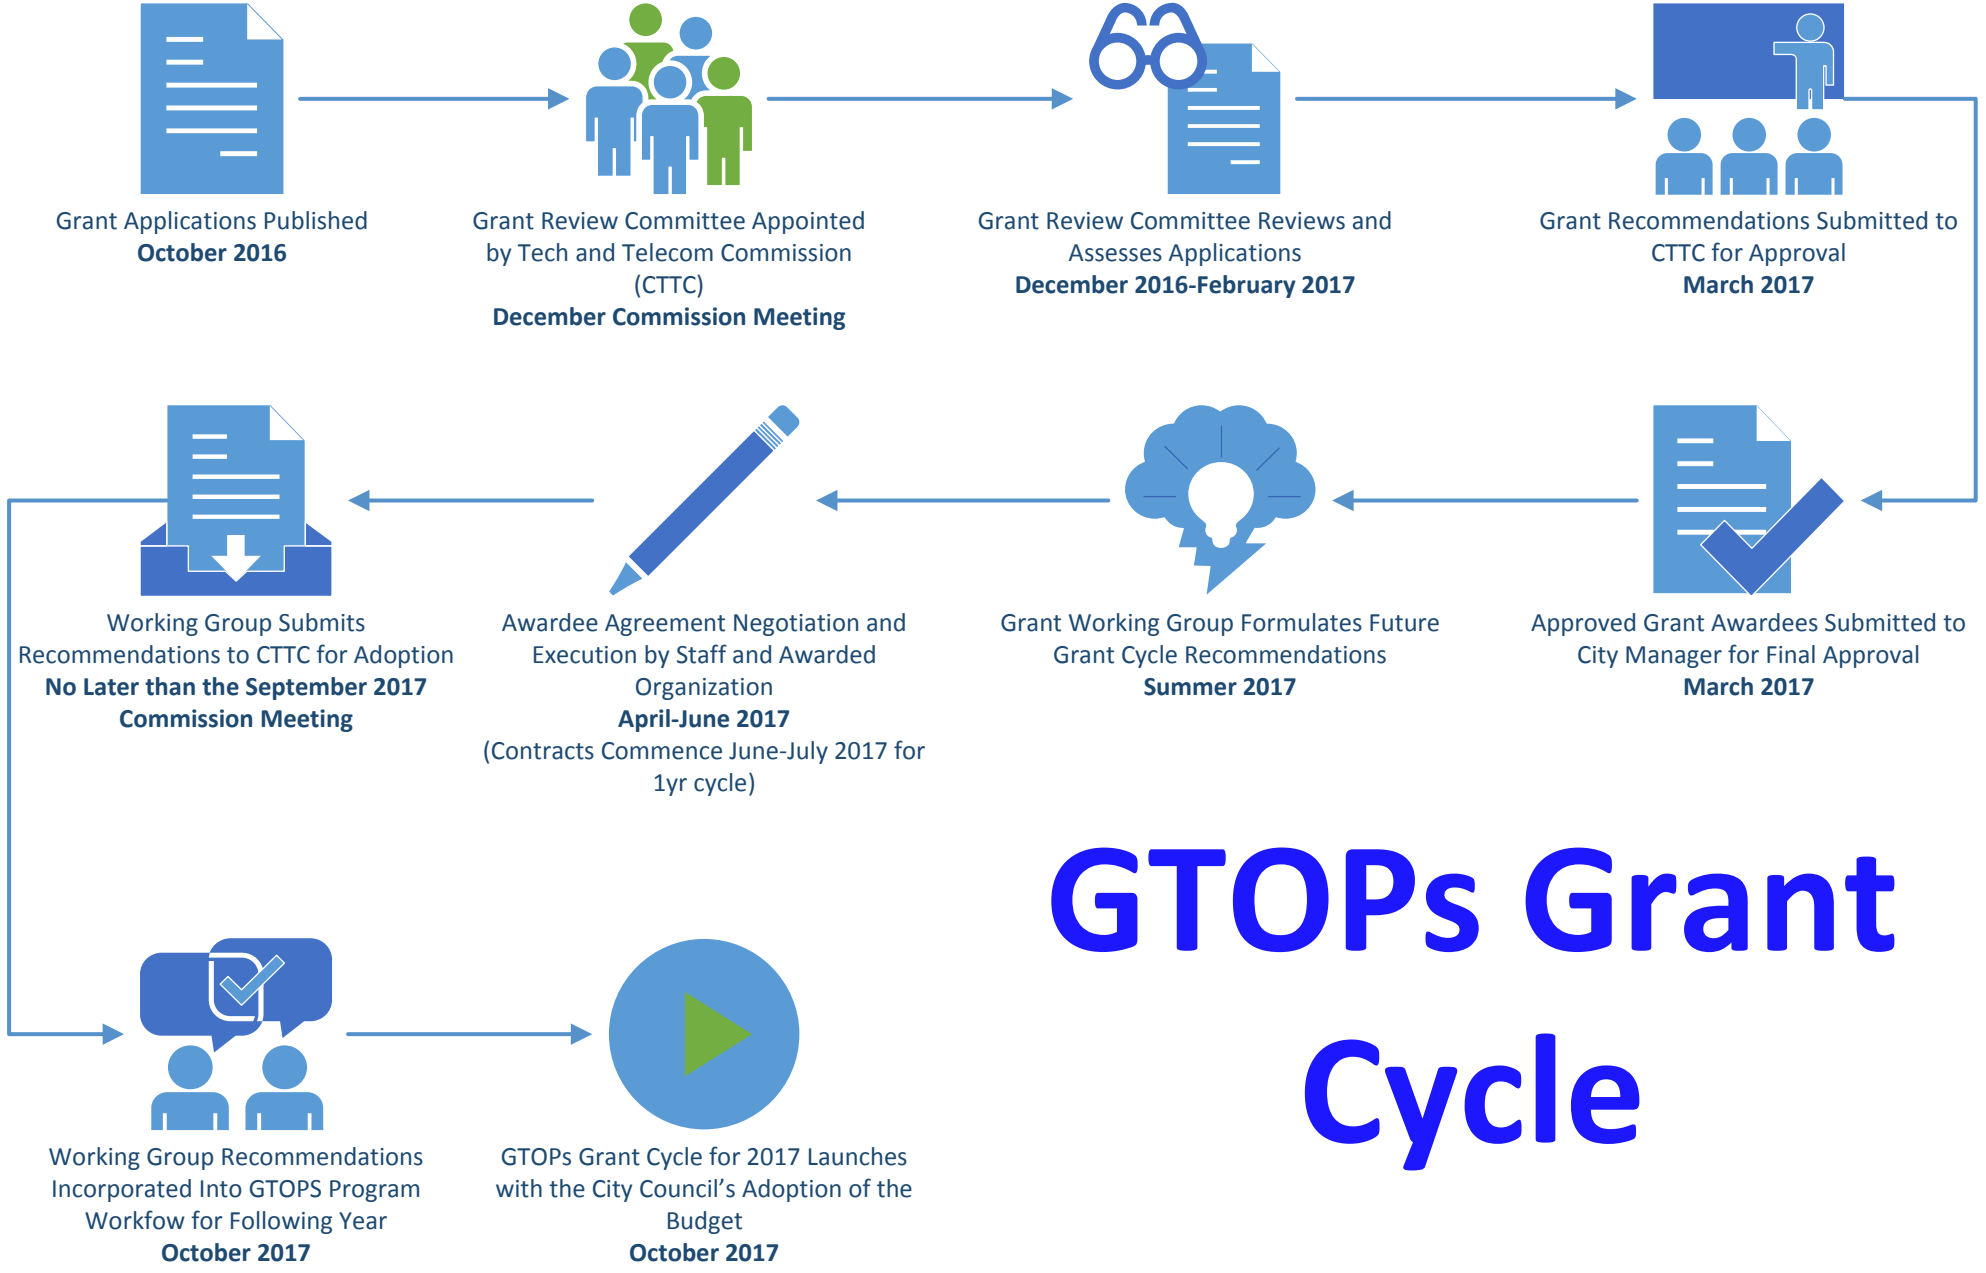 Grant Applications Published
October 2016
Grant Review Committee Appointed
by Tech and Telecom Commission
(CTTC)
December Commission Meeting
Grant Review Committee Reviews and
Assesses Applications
December 2016-February 2017
Grant Recommendations Submitted to
CTTC for Approval
March 2017
Approved Grant Awardees Submitted to
City Manager for Final Approval
March 2017
Grant Working Group Formulates Future
Grant Cycle Recommendations
Summer 2017
Awardee Agreement Negotiation and
Execution by Staff and Awarded
Organization
April-June 2017
(Contracts Commence June-July 2017 for
1yr cycle)
Working Group Submits
Recommendations to CTTC for Adoption
No Later than the September 2017
Commission Meeting
Working Group Recommendations
Incorporated Into GTOPS Program
Workfow for Following Year
October 2017
GTOPs Grant Cycle for 2017 Launches
with the City Council’s Adoption of the
Budget
October 2017
GTOPs Grant
Cycle